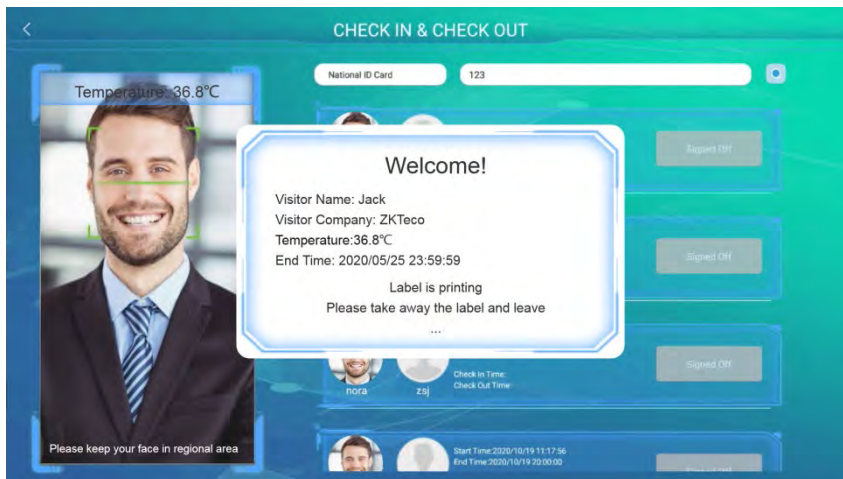 CHECK IN & CHECK OUT
National ID Card
123
Temperature: 36.8℃
Signed Off
Welcome!
Visitor Name: Jack
Visitor Company: ZKTeco
Temperature:36.8℃
End Time: 2020/05/25 23:59:59
Label is printing
Please take away the label and leave
...
Signed Off
Signed Off
Check In Time:
Check Out Time:
nora
zsj
Please keep your face in regional area
Start Time:2020/10/19 11:17:56
End Time:2020/10/19 20:00:00